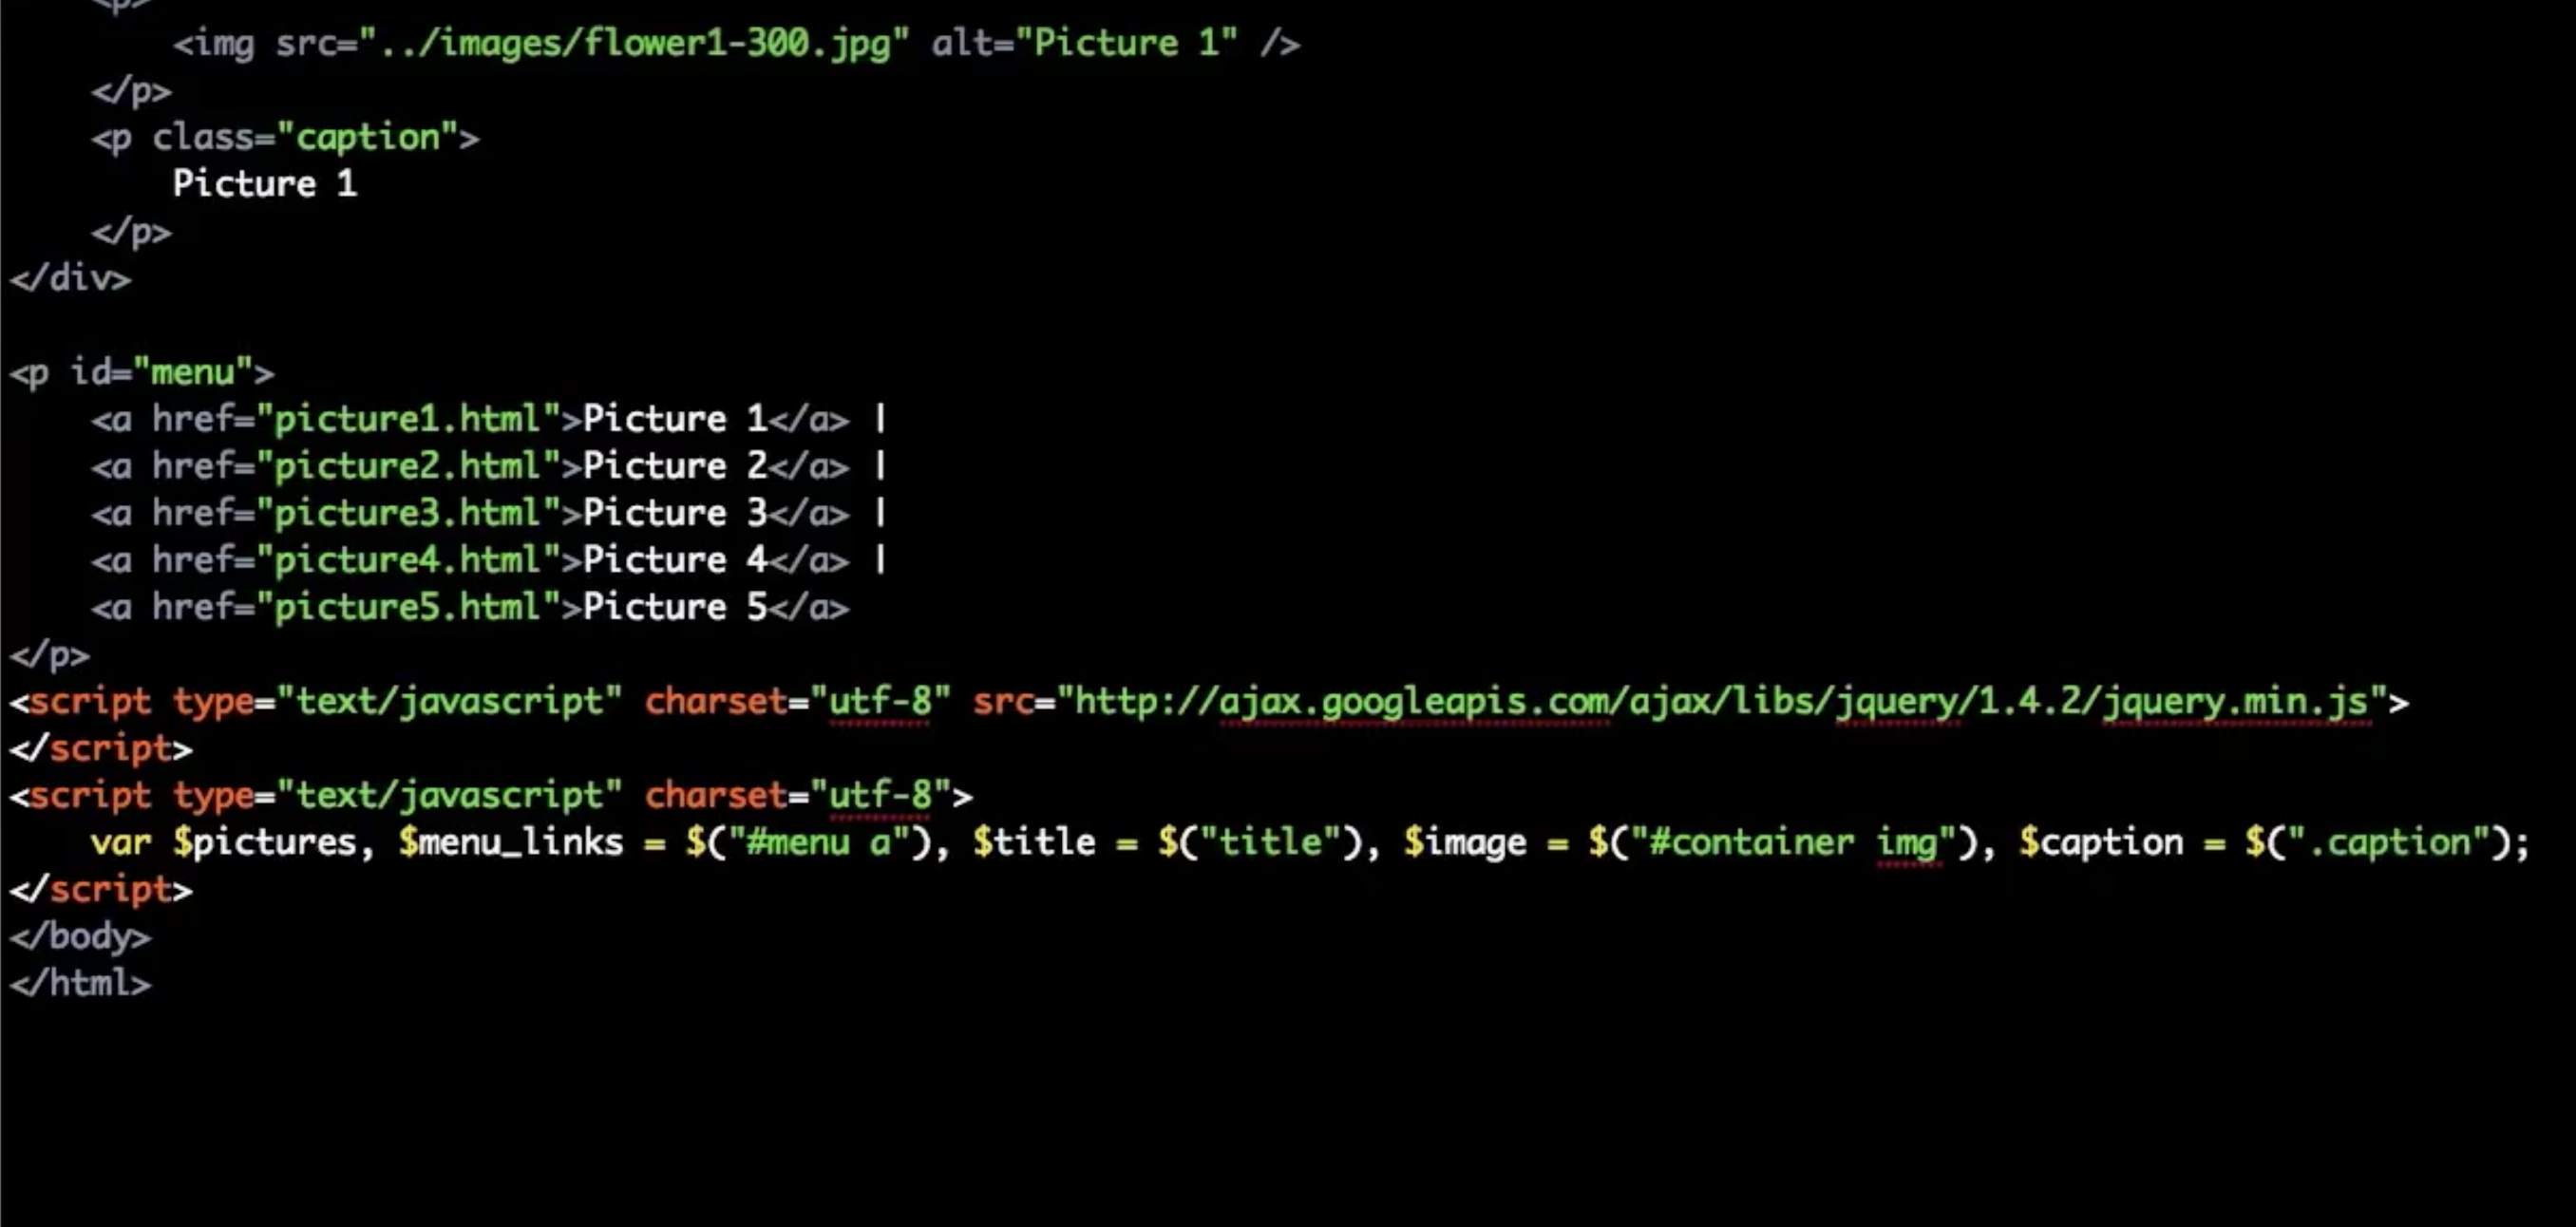 <p>
<img src="../images/flower1-300.jpg" alt="Picture 1" />
</p>
<p class="caption">
Picture 1
</p>
</div>
<p id="menu">
<a href="picture1.html">Picture 1</a> |
<a href="picture2.html">Picture 2</a> |
<a href="picture3.html">Picture 3</a> |
<a href="picture4.html">Picture 4</a> |
<a href="picture5.html">Picture 5</a>
</p>
<script type="text/javascript" charset="utf-8" src="http://ajax.googleapis.com/ajax/libs/jquery/1.4.2/jquery.min.js">
</script>
<script type="text/javascript" charset="utf-8">
var $pictures, $menu_links = $("#menu a"), $title = $("title"), $image = $("#container img"), $caption = $(".caption");
</script>
</body>
</html>